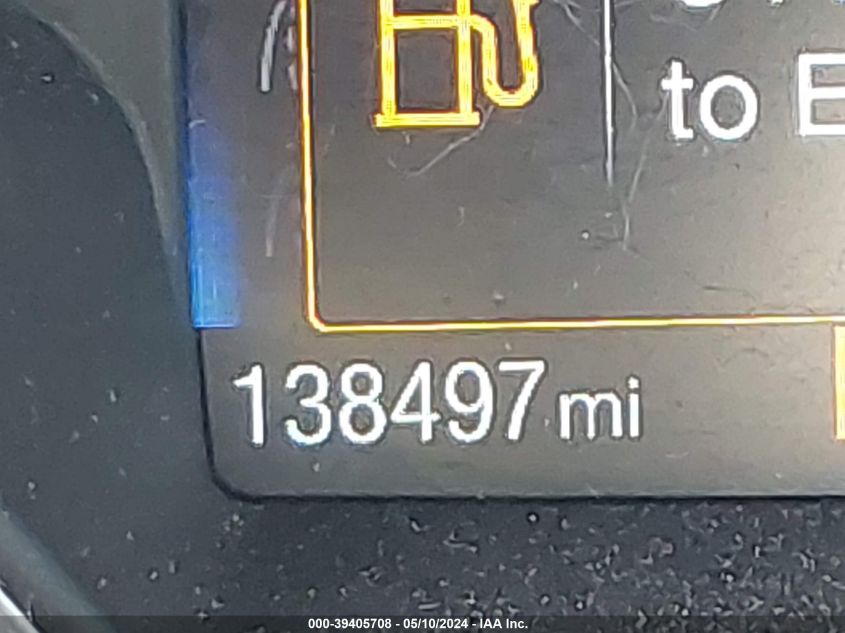 to E
138497 mi
000-39405708 - 05/10/2024 - IAA Inc.